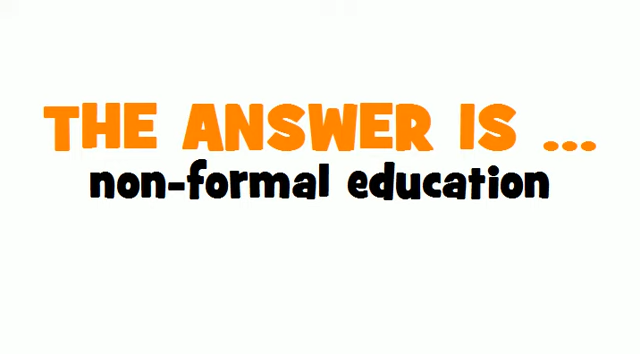 THE ANSWER IS ...
non-formal education